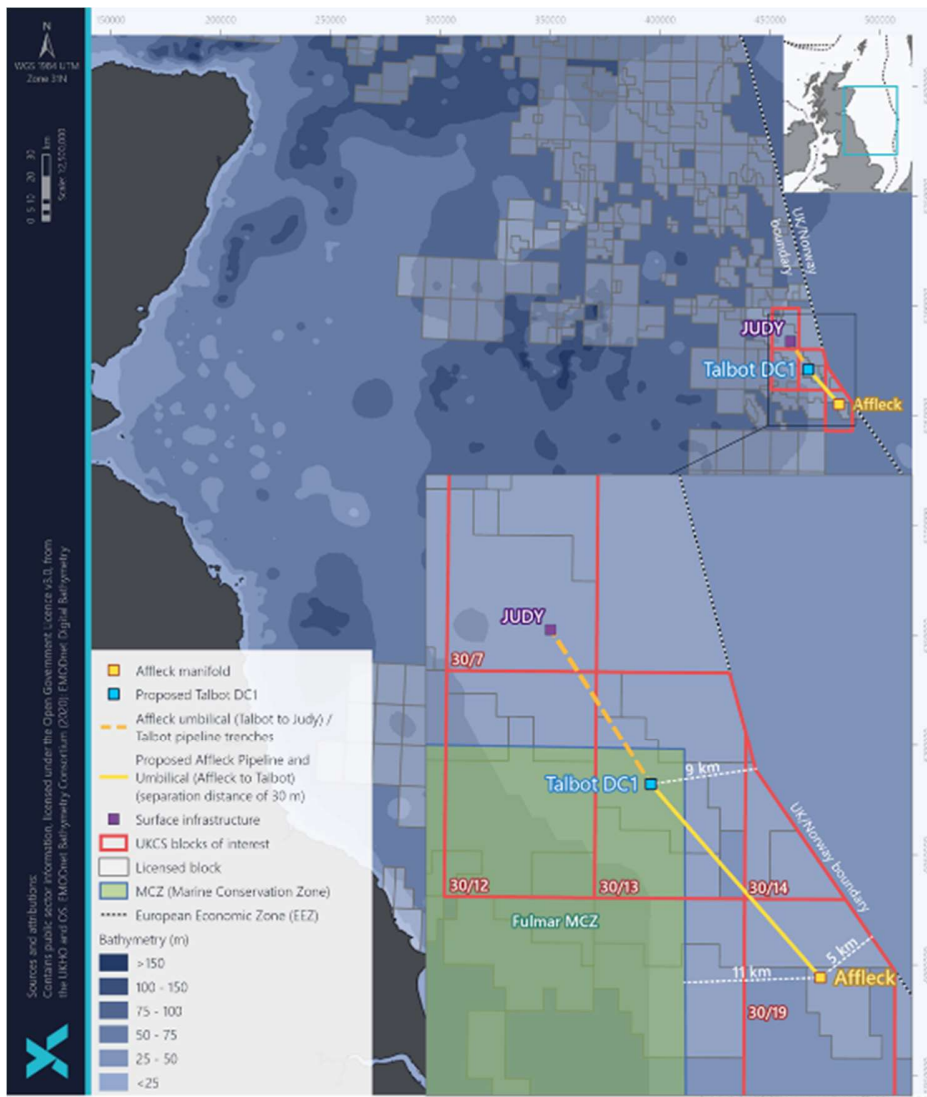 150000 200000 250000 300000 350000 400000 450000 500000
N
WGS 1984 UTM
Zone 31N
0 5 10 20 30
km
UK/Norway
boundary
JUDY
Talbot DC1
Affleck
JUDY
30/7
Talbot DC1
9 km
UK/Norway boundary
30/12
30/13
30/14
Fulmar MCZ
5 km
11 km
Affleck
30/19
Affleck manifold
Proposed Talbot DC1
Affleck umbilical (Talbot to Judy) /
Talbot pipeline trenches
Proposed Affleck Pipeline and
Umbilical (Affleck to Talbot)
(separation distance of 30 m)
Surface infrastructure
UKCS blocks of interest
Licensed block
MCZ (Marine Conservation Zone)
European Economic Zone (EEZ)
Bathymetry (m)
>150
100 - 150
75 - 100
50 - 75
25 - 50
<25
Sources and attributions:
Contains public sector information, licensed under the Open Government Licence v3.0, from
the UKHO and OS. EMODnet Bathymetry Consortium (2020): EMODnet Digital Bathymetry